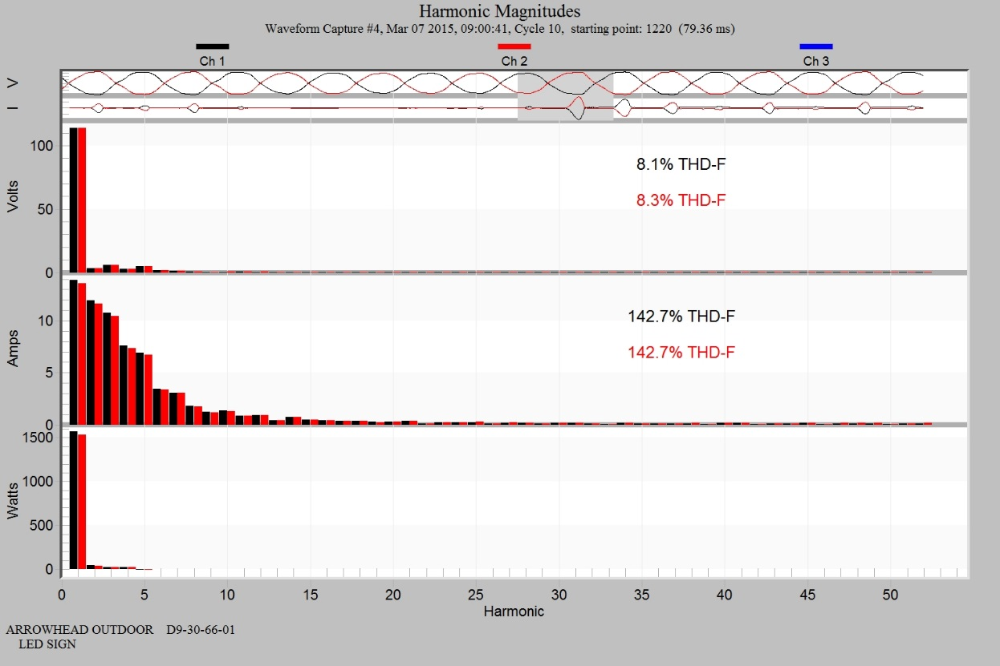 Harmonic Magnitudes
Waveform Capture #4, Mar 07 2015, 09:00:41, Cycle 10, starting point: 1220 (79.36 ms)
Ch 1 Ch 2 Ch 3
V
I
Volts
100
50
0
8.1% THD-F
8.3% THD-F
Amps
10
5
0
142.7% THD-F
142.7% THD-F
Watts
1500
1000
500
0
0 5 10 15 20 25 30 35 40 45 50
Harmonic
ARROWHEAD OUTDOOR D9-30-66-01
LED SIGN